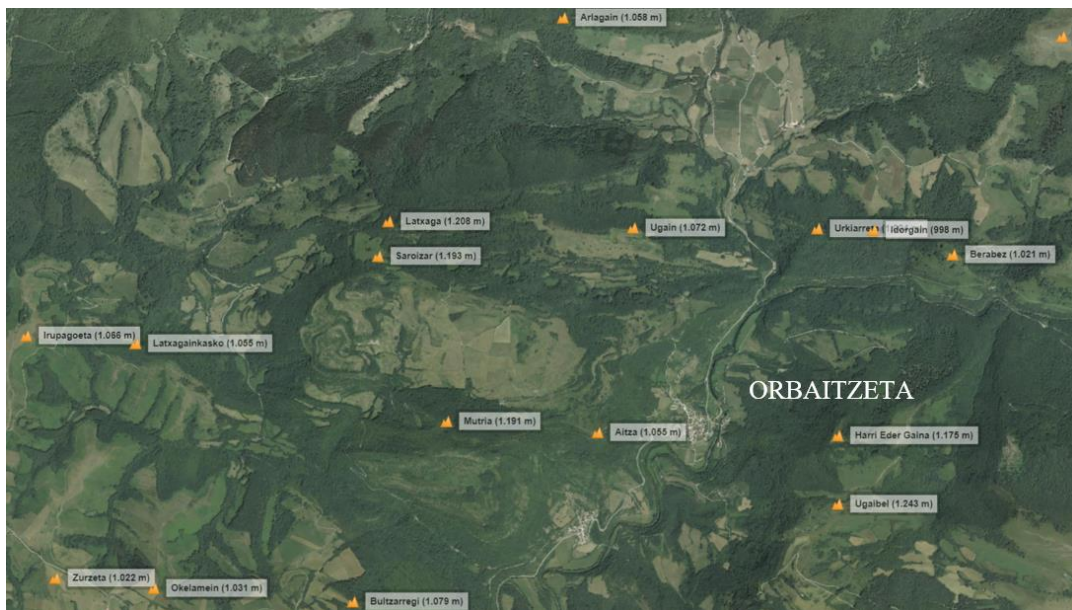 Arlagain (1.058 m)
Latxaga (1.208 m)
Ugain (1.072 m)
Urkiarreta
Idorgain (998 m)
Saroizar (1.193 m)
Berabez (1.021 m)
Irupagoeta (1.066 m)
Latxagainkasko (1.055 m)
ORBAITZETA
Mutria (1.191 m)
Aitza (1.055 m)
Harri Eder Gaina (1.175 m)
Ugaibel (1.243 m)
Zurzeta (1.022 m)
Okelamein (1.031 m)
Bultzarregi (1.079 m)